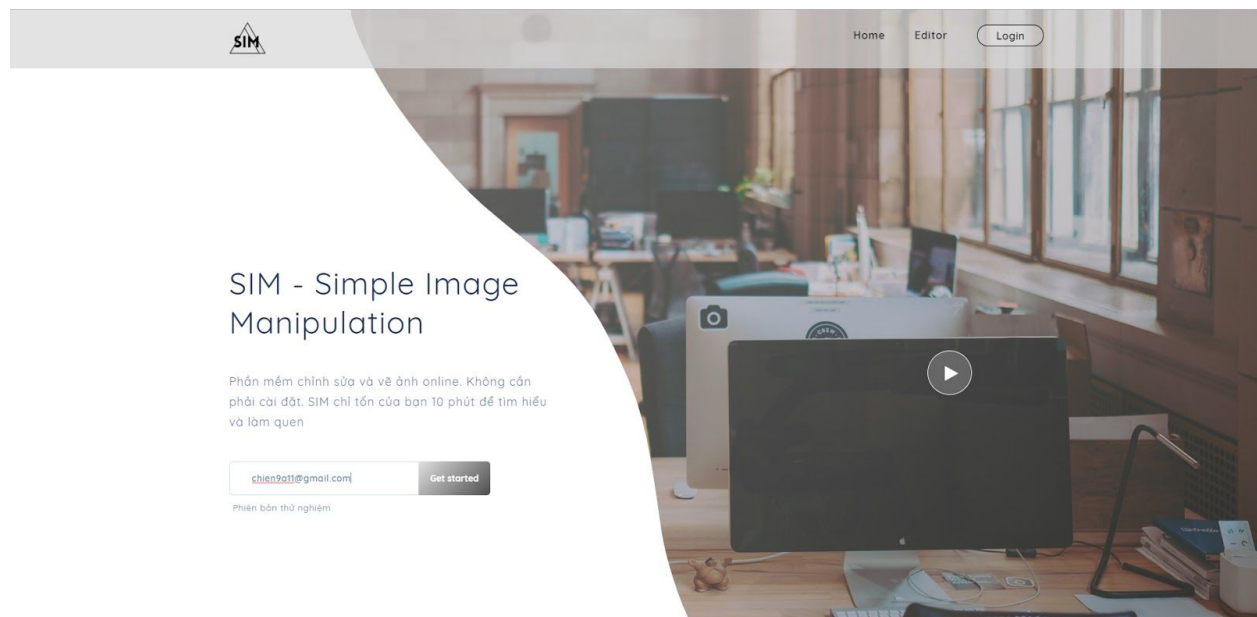 SIM
Home
Editor
Login
SIM - Simple Image
Manipulation
Phần mềm chỉnh sửa và vẽ ảnh online. Không cần
phải cài đặt. SIM chỉ tốn của bạn 10 phút để tìm hiểu
và làm quen
chien9a11@gmail.com
Get started
Phiên bản thử nghiệm
CREW